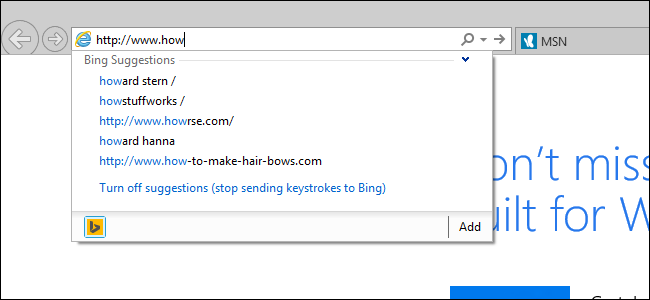 http://www.how
MSN
Bing Suggestions
howard stern /
howstuffworks /
http://www.howrse.com/
howard hanna
http://www.how-to-make-hair-bows.com
Turn off suggestions (stop sending keystrokes to Bing)
Add
on't miss
uilt for W